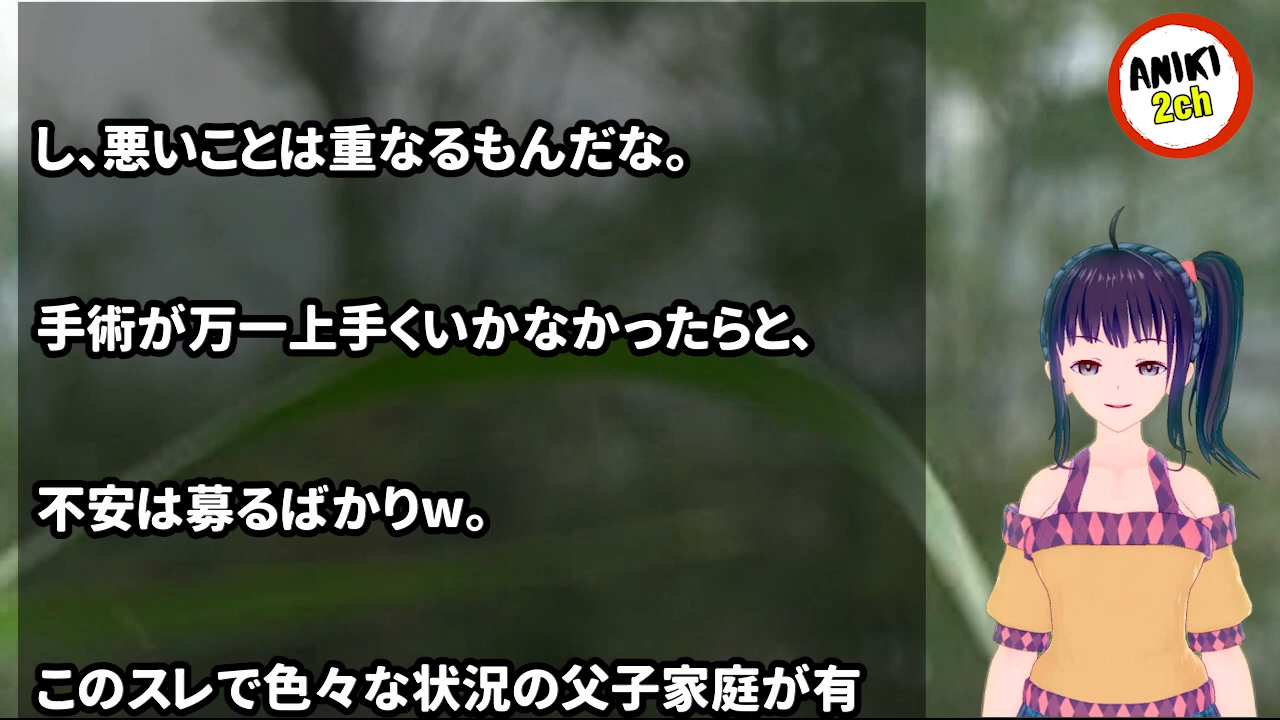 ANIKI
2ch
し、悪いことは重なるもんだな。
手術が万一上手くいかなかったらと、
不安は募るばかりw。
このスレで色々な状況の父子家庭が有